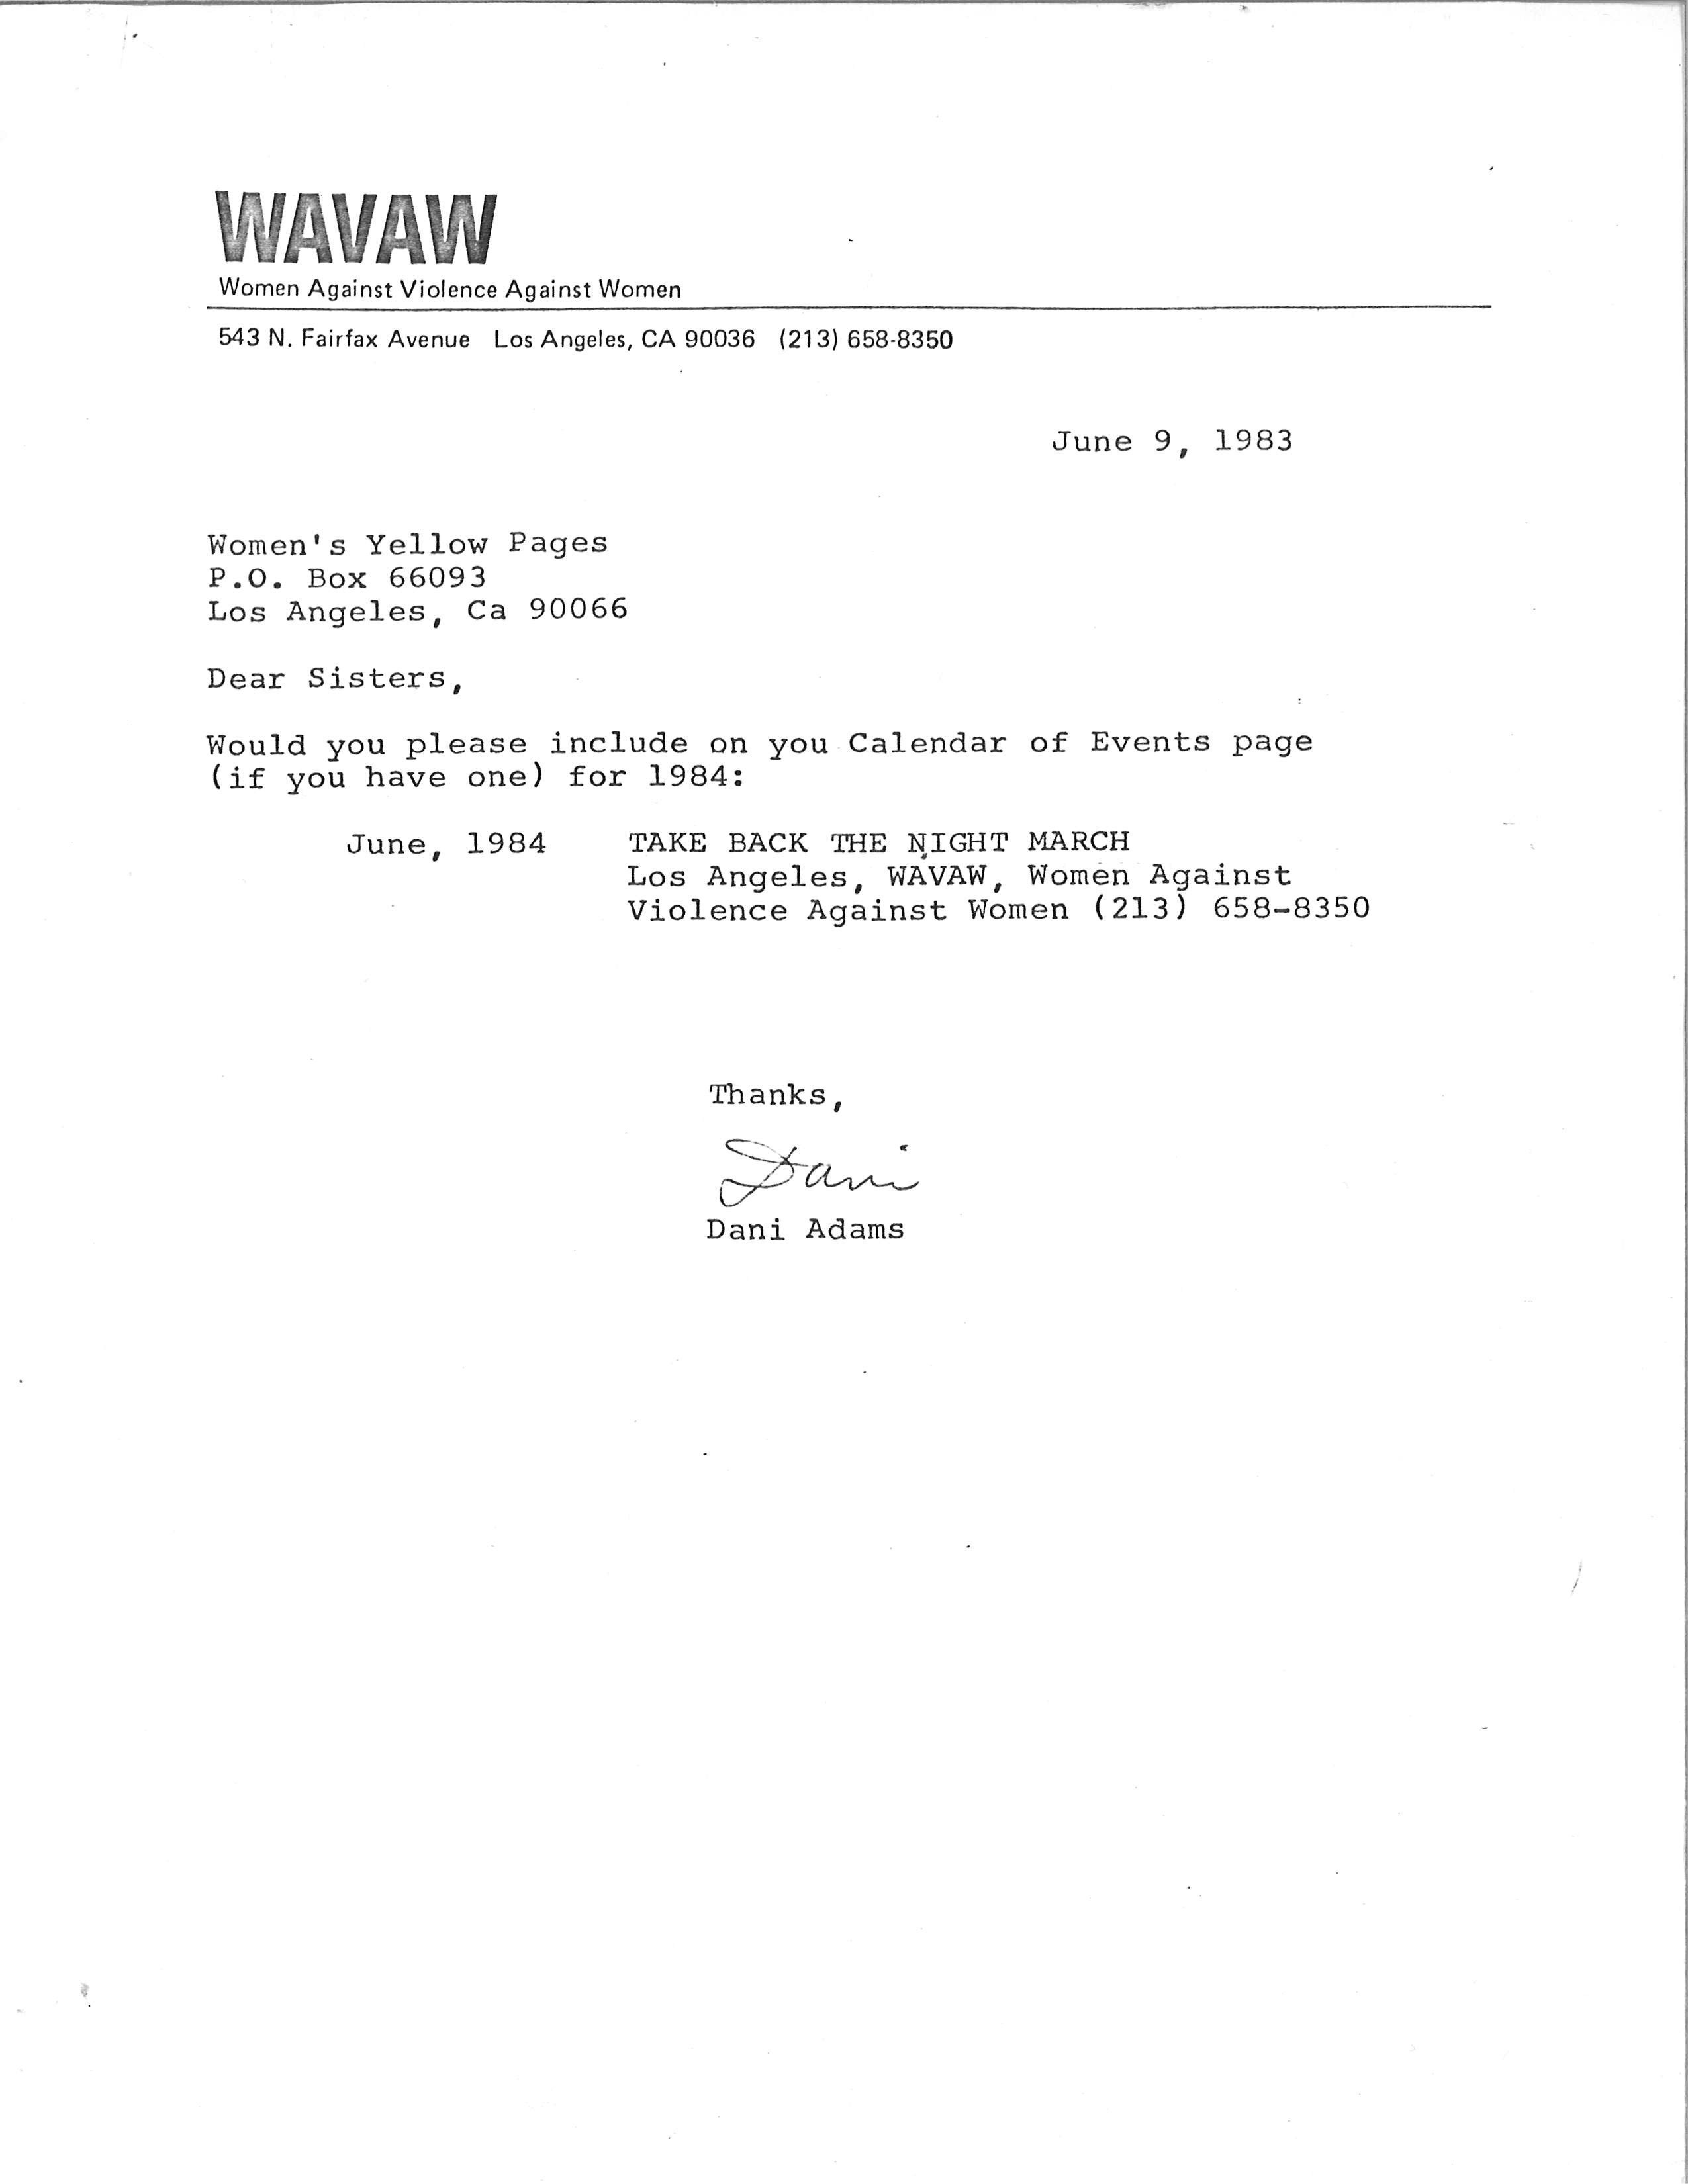 WAVAW
Women Against Violence Against Women
543 N. Fairfax Avenue Los Angeles, CA 90036 (213) 658-8350
June 9, 1983
Women's Yellow Pages
P.O. Box 66093
Los Angeles, Ca 90066
Dear Sisters,
Would you please include on you Calendar of Events page
(if you have one) for 1984:
June, 1984 TAKE BACK THE NIGHT MARCH
Los Angeles, WAVAW, Women Against
Violence Against Women (213) 658-8350
Thanks,
Dani
Dani Adams